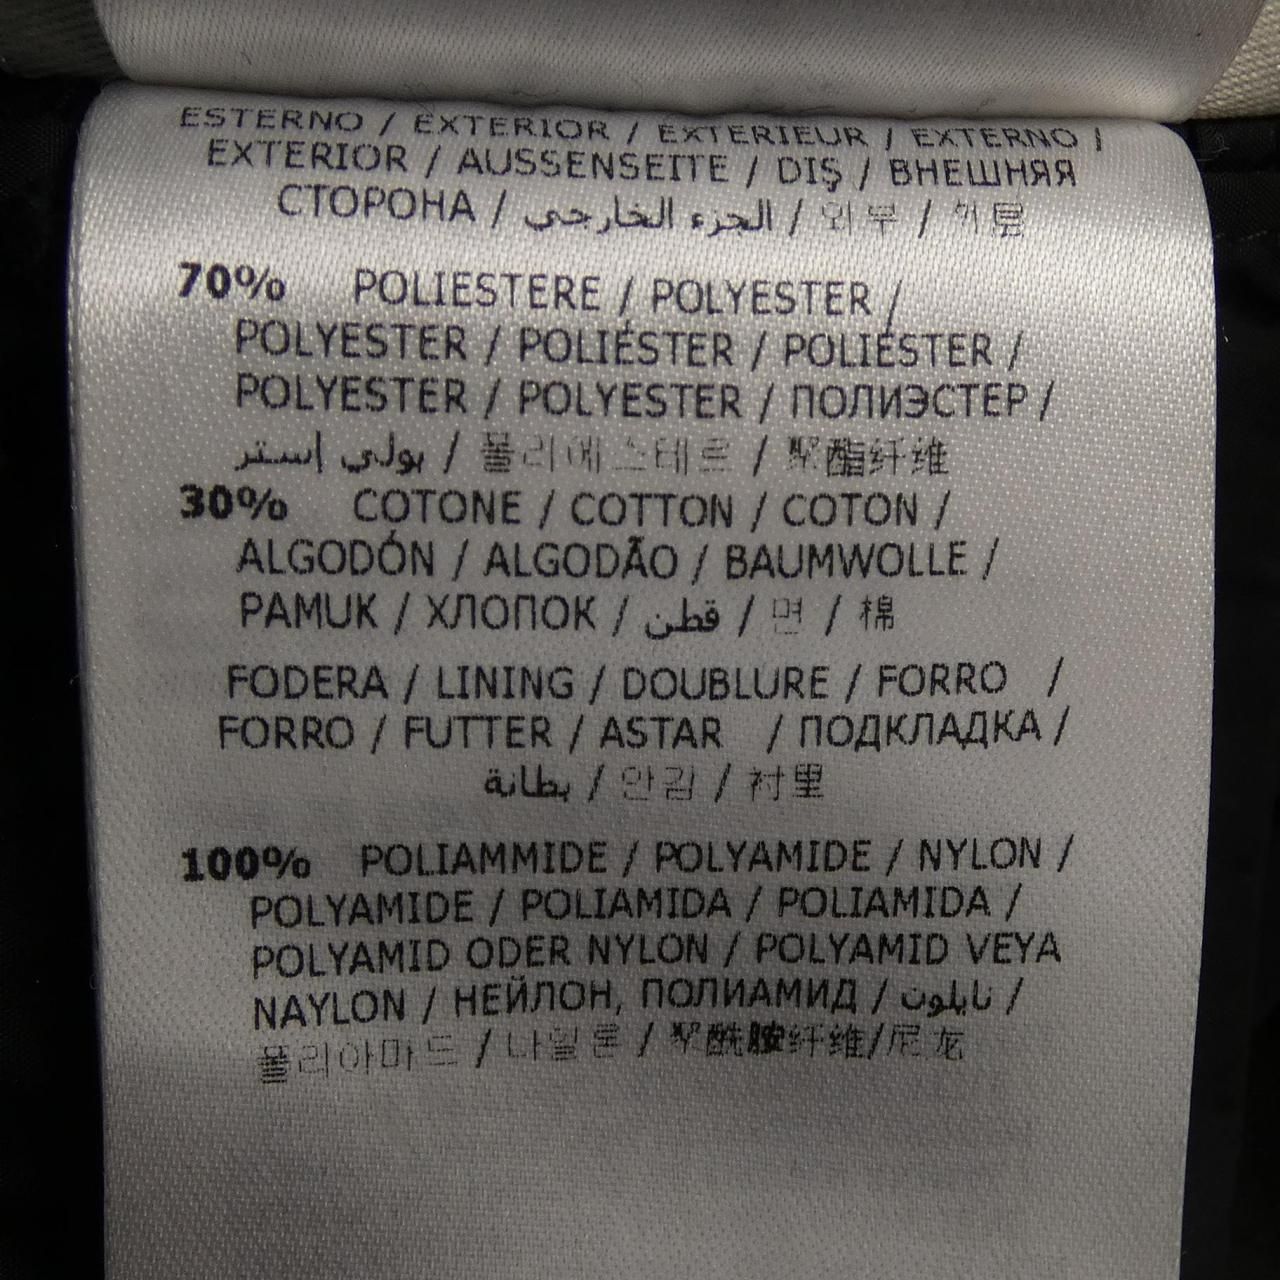 ESTERNO / EXTERIOR / EXTERIEUR / EXTERNO /
EXTERIOR / AUSSENSEITE / DIŞ / ВНЕШНЯЯ
СТОРОНА / الجزء الخارجي / 외부 / 外层
70% POLIESTERE / POLYESTER /
POLYESTER / POLIÉSTER / POLIÉSTER /
POLYESTER / POLYESTER / ПОЛИЭСТЕР /
بولي إستر / 폴리에스테르 / 聚酯纤维
30% COTONE / COTTON / COTON /
ALGODÓN / ALGODÃO / BAUMWOLLE /
PAMUK / ХЛОПОК / قطن / 면 / 棉
FODERA / LINING / DOUBLURE / FORRO /
FORRO / FUTTER / ASTAR / ПОДКЛАДКА /
بطانة / 안감 / 衬里
100% POLIAMMIDE / POLYAMIDE / NYLON /
POLYAMIDE / POLIAMIDA / POLIAMIDA /
POLYAMID ODER NYLON / POLYAMID VEYA
NAYLON / НЕЙЛОН, ПОЛИАМИД / نايلون /
폴리아마드 / 나일론 / 聚酰胺纤维/尼龙